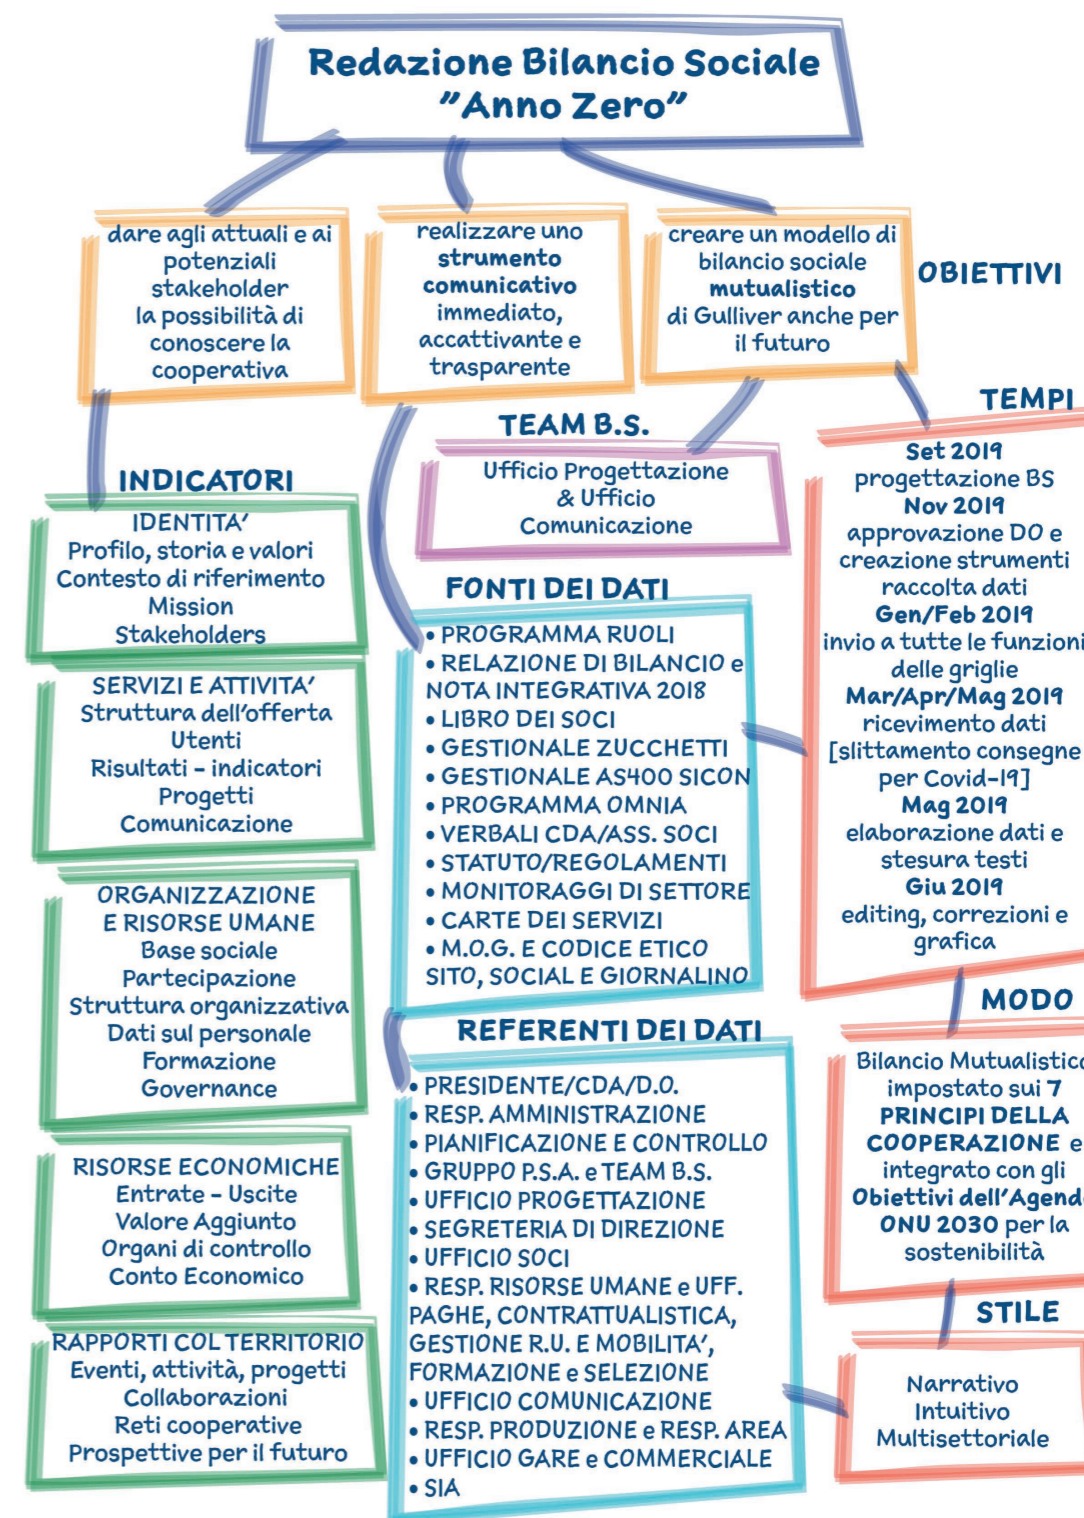 Redazione Bilancio Sociale
"Anno Zero"
dare agli attuali e ai
potenziali
stakeholder
la possibilità di
conoscere la
cooperativa
realizzare uno
strumento
comunicativo
immediato,
accattivante e
trasparente
creare un modello di
bilancio sociale
mutualistico
di Gulliver anche per
il futuro
OBIETTIVI
INDICATORI
IDENTITA'
Profilo, storia e valori
Contesto di riferimento
Mission
Stakeholders
SERVIZI E ATTIVITA'
Struttura dell'offerta
Utenti
Risultati - indicatori
Progetti
Comunicazione
ORGANIZZAZIONE
E RISORSE UMANE
Base sociale
Partecipazione
Struttura organizzativa
Dati sul personale
Formazione
Governance
RISORSE ECONOMICHE
Entrate - Uscite
Valore Aggiunto
Organi di controllo
Conto Economico
RAPPORTI COL TERRITORIO
Eventi, attività, progetti
Collaborazioni
Reti cooperative
Prospettive per il futuro
TEAM B.S.
Ufficio Progettazione
& Ufficio
Comunicazione
FONTI DEI DATI
• PROGRAMMA RUOLI
• RELAZIONE DI BILANCIO e
NOTA INTEGRATIVA 2018
• LIBRO DEI SOCI
• GESTIONALE ZUCCHETTI
• GESTIONALE AS400 SICON
• PROGRAMMA OMNIA
• VERBALI CDA/ASS. SOCI
• STATUTO/REGOLAMENTI
• MONITORAGGI DI SETTORE
• CARTE DEI SERVIZI
• M.O.G. E CODICE ETICO
SITO, SOCIAL E GIORNALINO
REFERENTI DEI DATI
• PRESIDENTE/CDA/D.O.
• RESP. AMMINISTRAZIONE
• PIANIFICAZIONE E CONTROLLO
• GRUPPO P.S.A. e TEAM B.S.
• UFFICIO PROGETTAZIONE
• SEGRETERIA DI DIREZIONE
• UFFICIO SOCI
• RESP. RISORSE UMANE e UFF.
PAGHE, CONTRATTUALISTICA,
GESTIONE R.U. E MOBILITA',
FORMAZIONE e SELEZIONE
• UFFICIO COMUNICAZIONE
• RESP. PRODUZIONE e RESP. AREA
• UFFICIO GARE e COMMERCIALE
• SIA
TEMPI
Set 2019
progettazione BS
Nov 2019
approvazione DO e
creazione strumenti
raccolta dati
Gen/Feb 2019
invio a tutte le funzioni
delle griglie
Mar/Apr/Mag 2019
ricevimento dati
[slittamento consegne
per Covid-19]
Mag 2019
elaborazione dati e
stesura testi
Giu 2019
editing, correzioni e
grafica
MODO
Bilancio Mutualistico
impostato sui 7
PRINCIPI DELLA
COOPERAZIONE e
integrato con gli
Obiettivi dell'Agenda
ONU 2030 per la
sostenibilità
STILE
Narrativo
Intuitivo
Multisettoriale